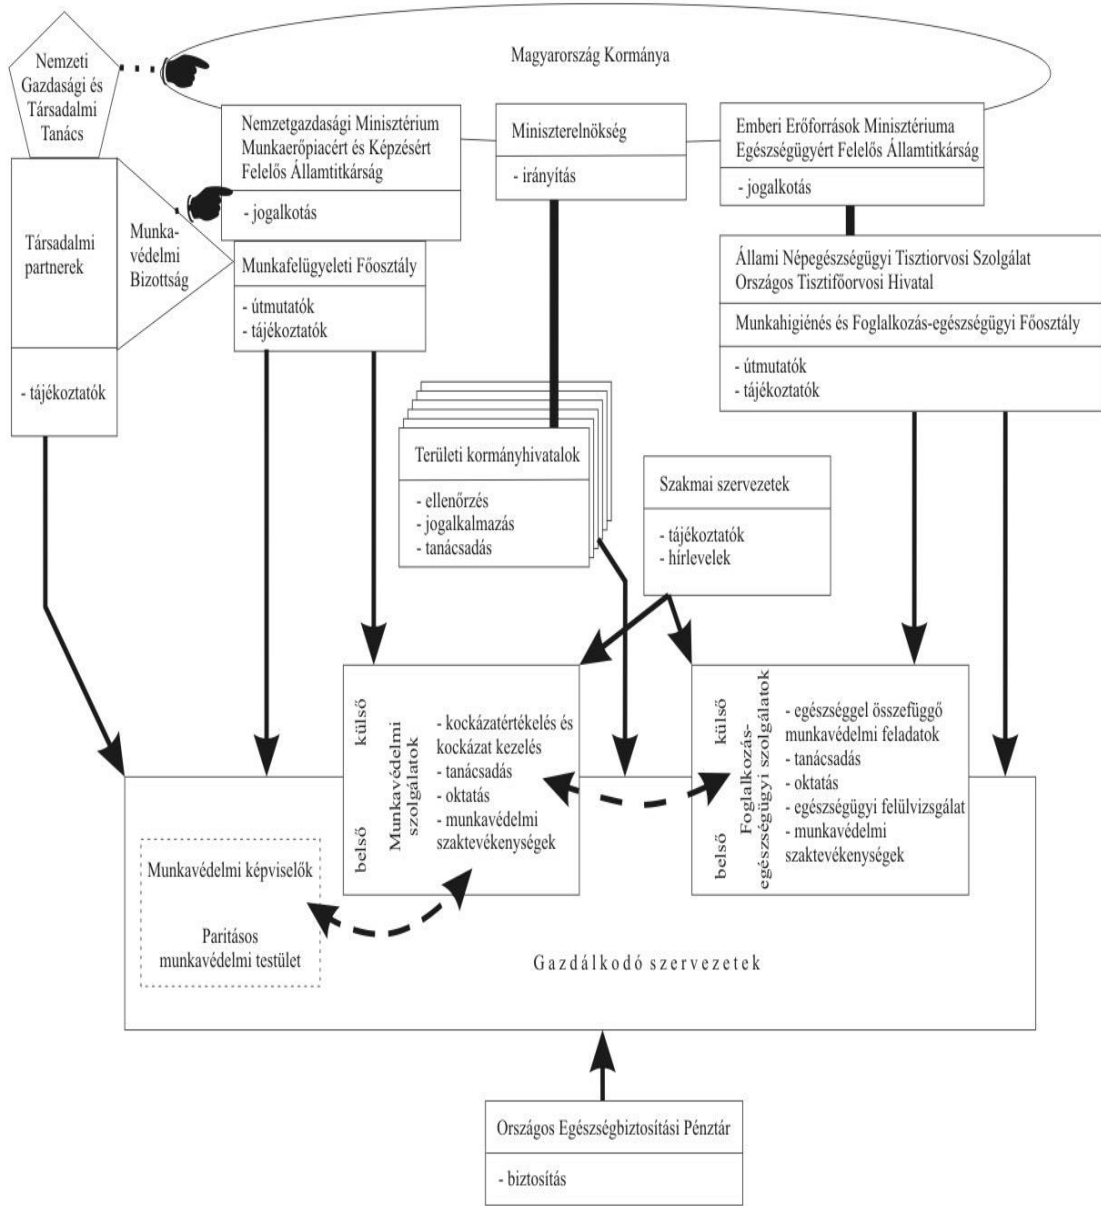 Magyarország Kormánya
Nemzeti
Gazdasági és
Társadalmi
Tanács
Nemzetgazdasági Minisztérium
Munkaerőpiacért és Képzésért
Felelős Államtitkárság
- jogalkotás
Miniszterelnökség
- irányítás
Emberi Erőforrások Minisztériuma
Egészségügyért Felelős Államtitkárság
- jogalkotás
Társadalmi
partnerek
- tájékoztatók
Munka-
védelmi
Bizottság
Munkafelügyeleti Főosztály
- útmutatók
- tájékoztatók
Állami Népegészségügyi Tisztiorvosi Szolgálat
Országos Tisztifőorvosi Hivatal
Munkahigiénés és Foglalkozás-egészségügyi Főosztály
- útmutatók
- tájékoztatók
Területi kormányhivatalok
- ellenőrzés
- jogalkalmazás
- tanácsadás
Szakmai szervezetek
- tájékoztatók
- hírlevelek
belső külső
Munkavédelmi
szolgálatok
- kockázatértékelés és
kockázat kezelés
- tanácsadás
- oktatás
- munkavédelmi
szaktevékenységek
belső külső
Foglalkozás-
egészségügyi szolgálatok
- egészséggel összefüggő
munkavédelmi feladatok
- tanácsadás
- oktatás
- egészségügyi felülvizsgálat
- munkavédelmi
szaktevékenységek
Munkavédelmi képviselők
Paritásos
munkavédelmi testület
Gazdálkodó szervezetek
Országos Egészségbiztosítási Pénztár
- biztosítás